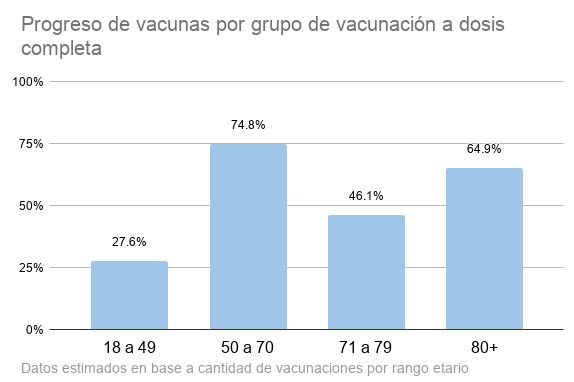 Progreso de vacunas por grupo de vacunación a dosis
completa
100%
74.8%
75%
64.9%
50%
46.1%
27.6%
25%
0%
18 a 49 50 a 70 71 a 79 80+
Datos estimados en base a cantidad de vacunaciones por rango etario